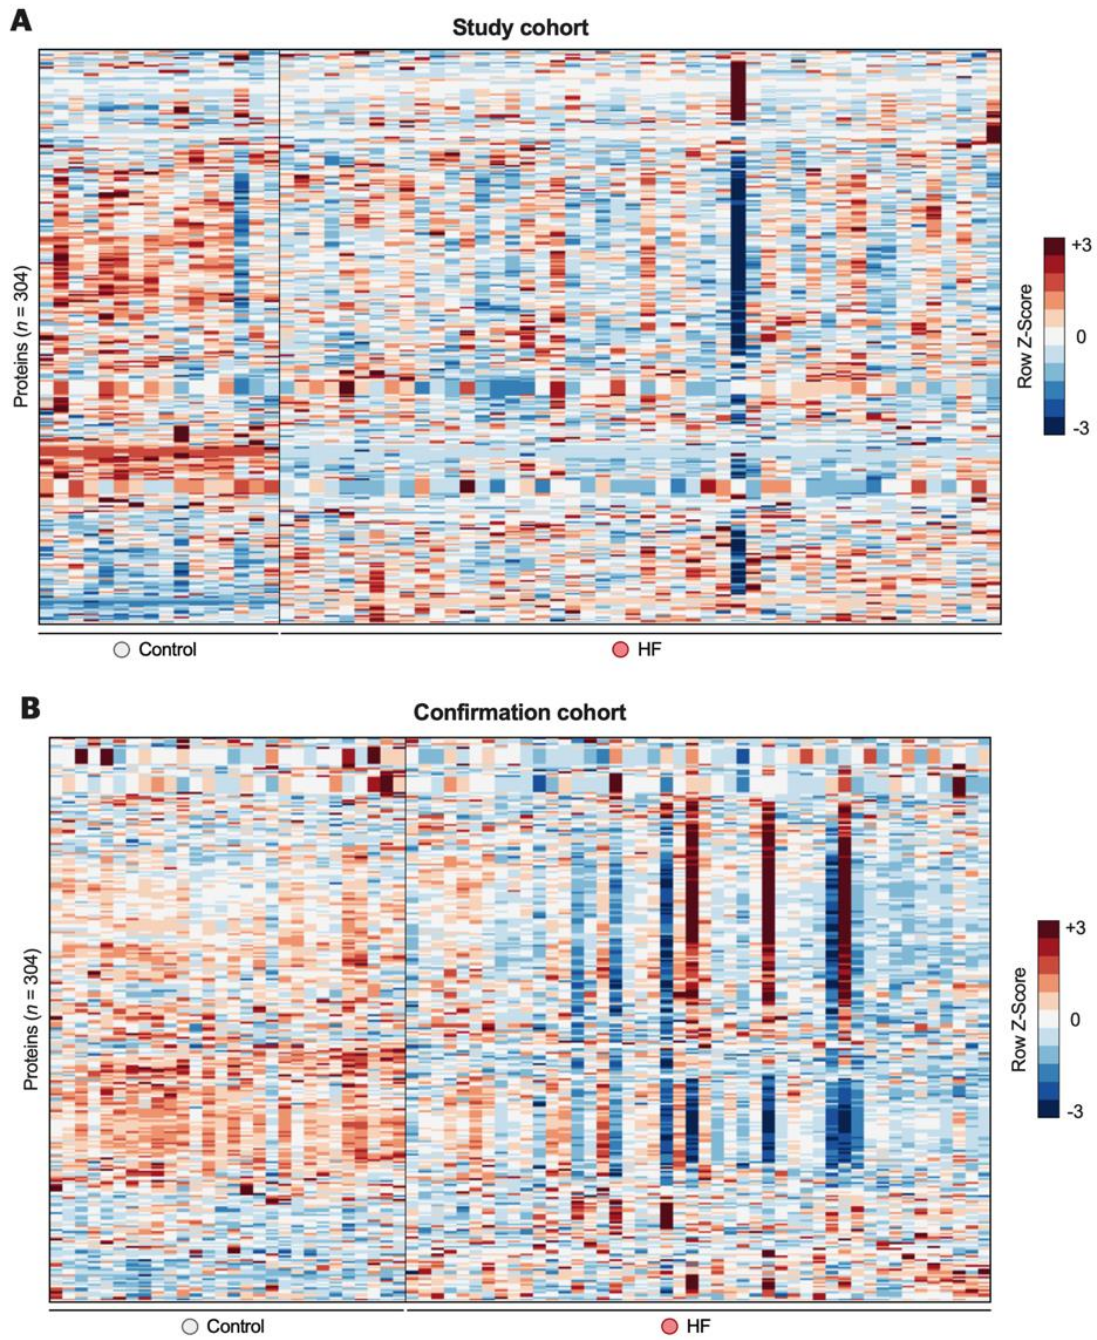 A
Study cohort
Proteins (n = 304)
Row Z-Score
+3
0
-3
Control
HF
B
Confirmation cohort
Proteins (n = 304)
Row Z-Score
+3
0
-3
Control
HF